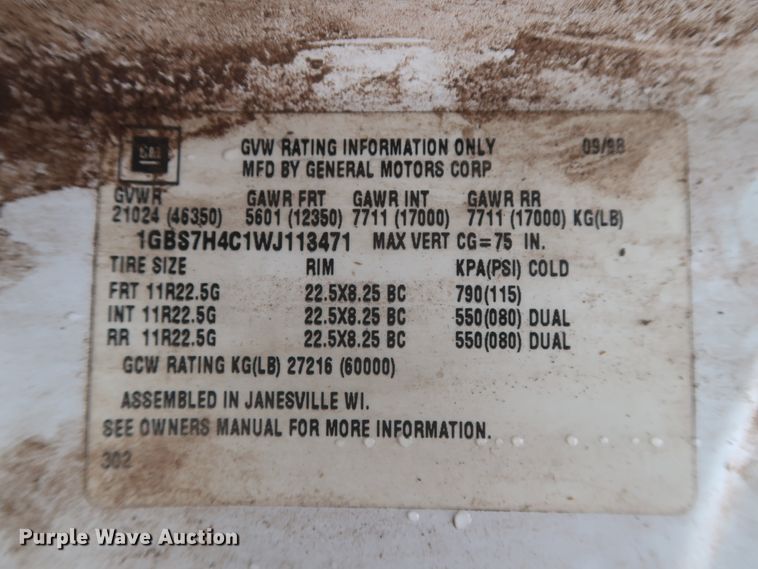 GM
GVW RATING INFORMATION ONLY 09/98
MFD BY GENERAL MOTORS CORP
GVWR GAWR FRT GAWR INT GAWR RR
21024 (46350) 5601 (12350) 7711 (17000) 7711 (17000) KG(LB)
1GBS7H4C1WJ113471 MAX VERT CG=75 IN.
TIRE SIZE RIM KPA(PSI) COLD
FRT 11R22.5G 22.5X8.25 BC 790(115)
INT 11R22.5G 22.5X8.25 BC 550(080) DUAL
RR 11R22.5G 22.5X8.25 BC 550(080) DUAL
GCW RATING KG(LB) 27216 (60000)
ASSEMBLED IN JANESVILLE WI.
SEE OWNERS MANUAL FOR MORE INFORMATION.
302
Purple Wave Auction